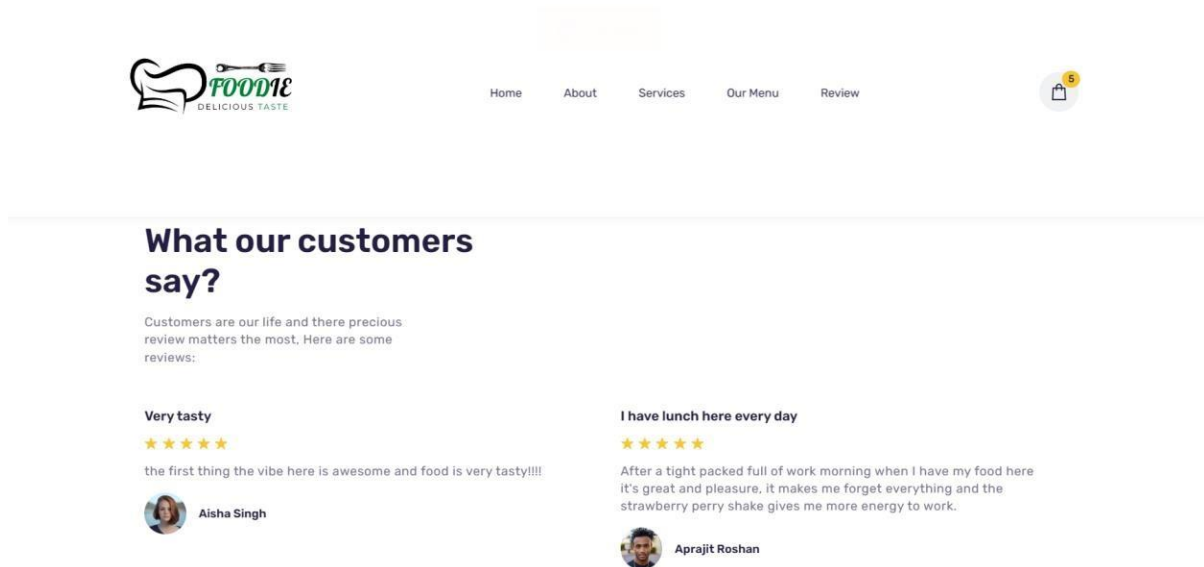 FOODIE
DELICIOUS TASTE
Home About Services Our Menu Review
5
What our customers
say?
Customers are our life and there precious
review matters the most, Here are some
reviews:
Very tasty
the first thing the vibe here is awesome and food is very tasty!!!!
Aisha Singh
I have lunch here every day
After a tight packed full of work morning when I have my food here
it's great and pleasure, it makes me forget everything and the
strawberry perry shake gives me more energy to work.
Aprajit Roshan